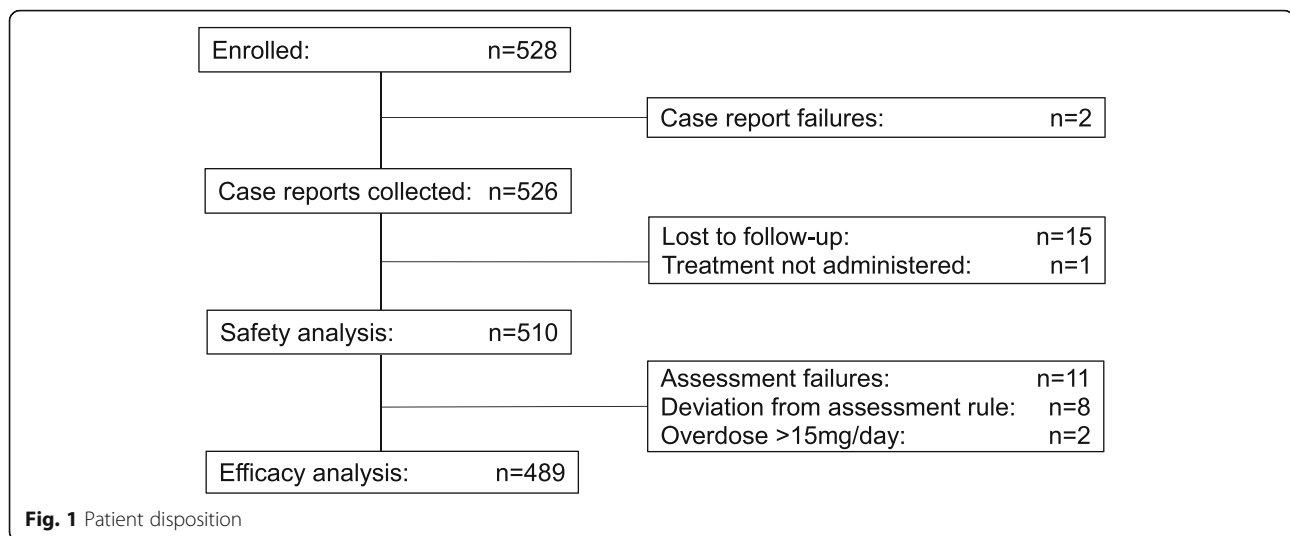 Enrolled: n=528
Case report failures: n=2
Case reports collected: n=526
Lost to follow-up: n=15
Treatment not administered: n=1
Safety analysis: n=510
Assessment failures: n=11
Deviation from assessment rule: n=8
Overdose >15mg/day: n=2
Efficacy analysis: n=489
Fig. 1 Patient disposition